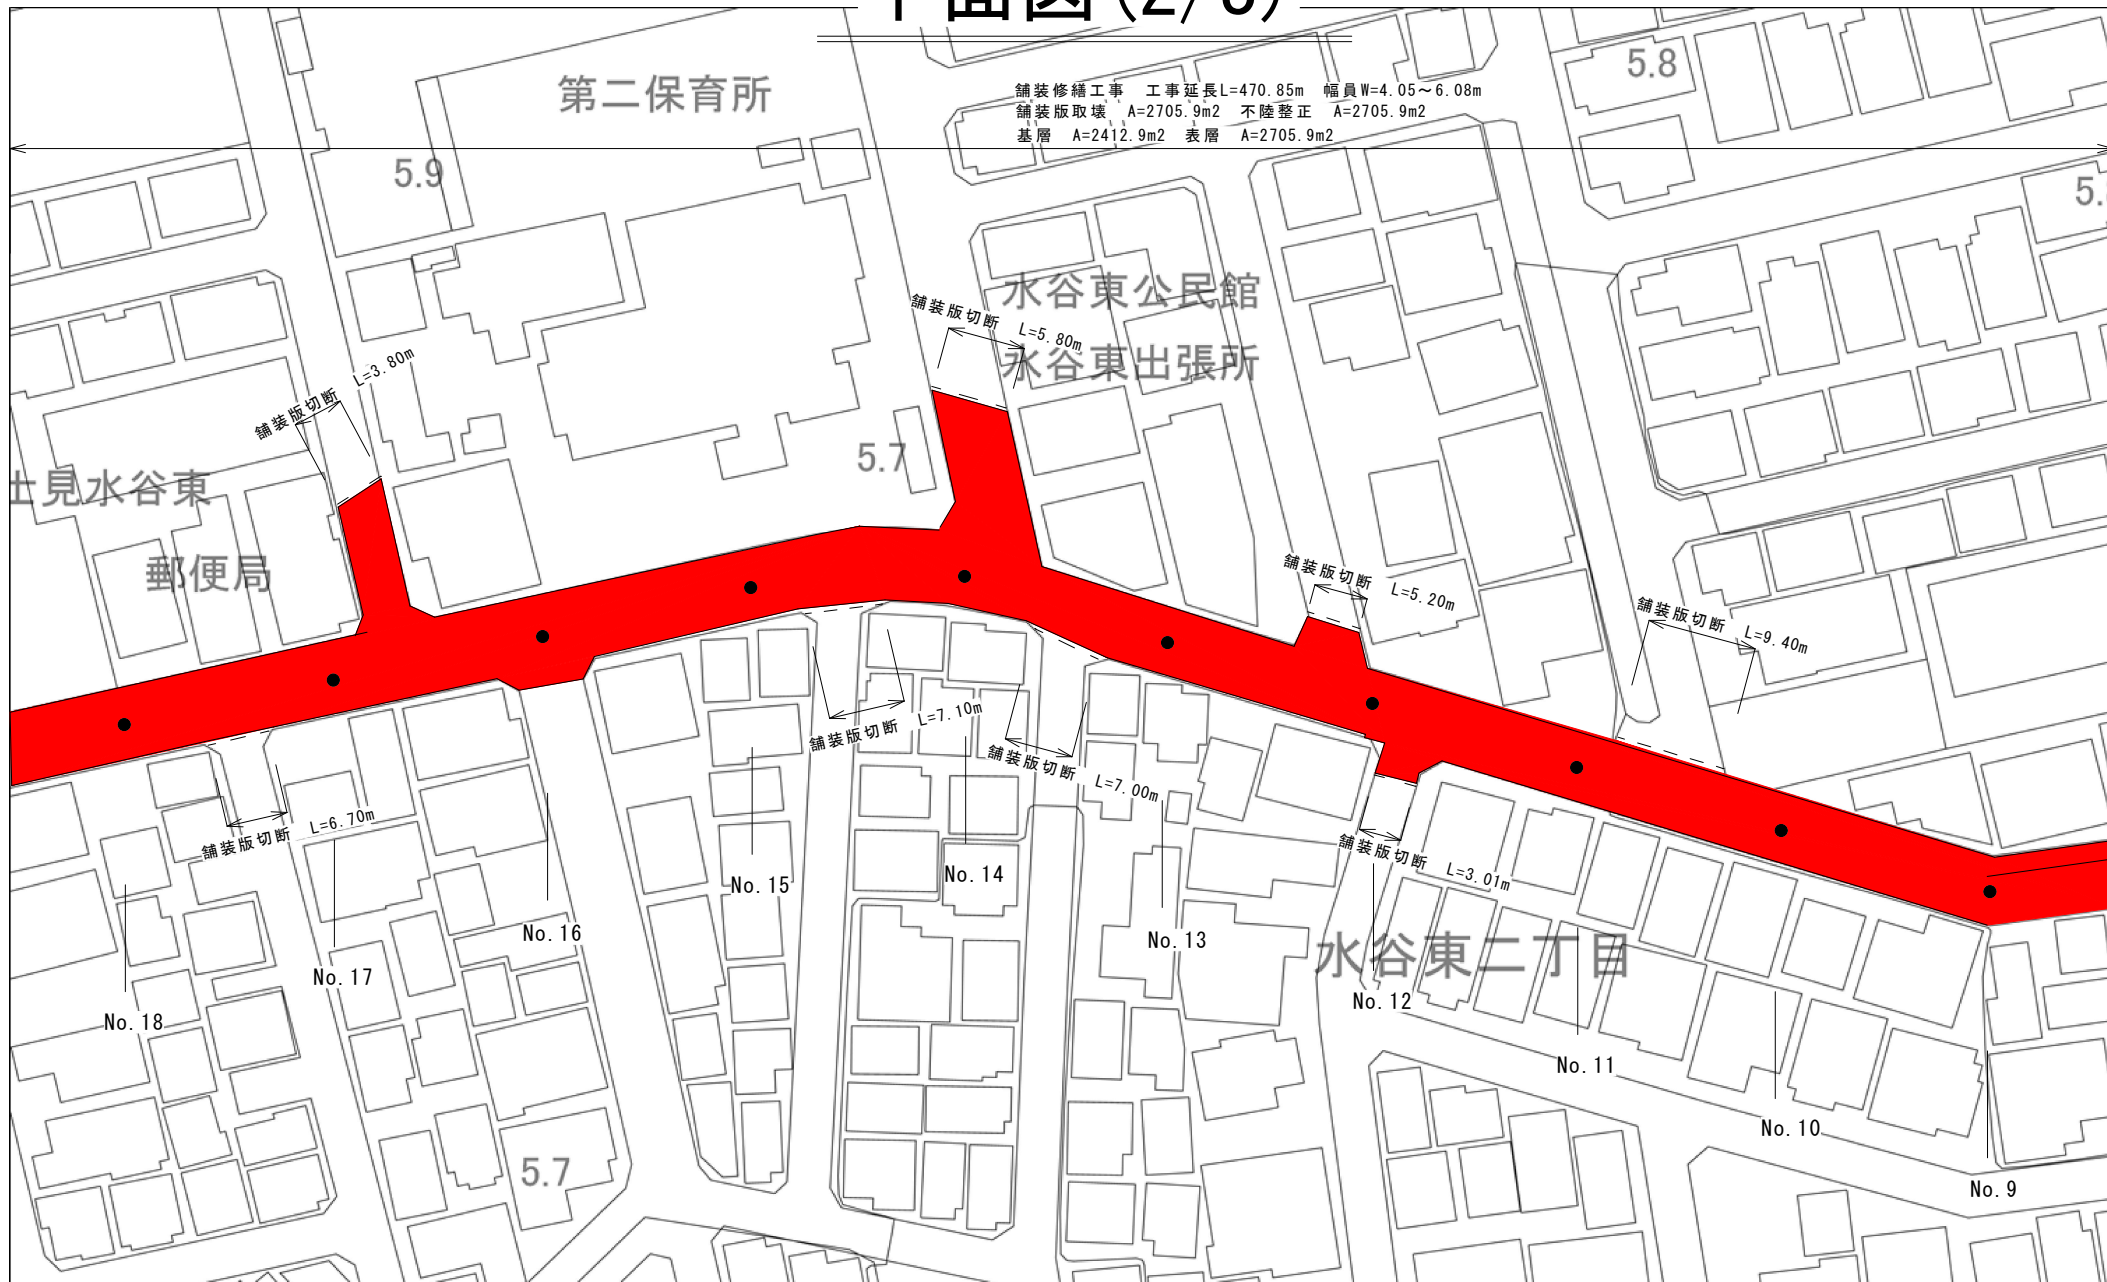 平面図(2/3)
第二保育所
5.8
舗装修繕工事 工事延長L=470.85m 幅員W=4.05～6.08m
舗装版取壊 A=2705.9m2 不陸整正 A=2705.9m2
基層 A=2412.9m2 表層 A=2705.9m2
5.9
5.
水谷東公民館
舗装版切断 L=5.80m
水谷東出張所
舗装版切断 L=3.80m
5.7
士見水谷東
郵便局
舗装版切断 L=5.20m
舗装版切断 L=9.40m
舗装版切断 L=7.10m
舗装版切断 L=7.00m
舗装版切断 L=6.70m
舗装版切断 L=3.01m
No.15
No.14
No.16
No.13
水谷東二丁目
No.17
No.12
No.18
No.11
No.10
5.7
No.9